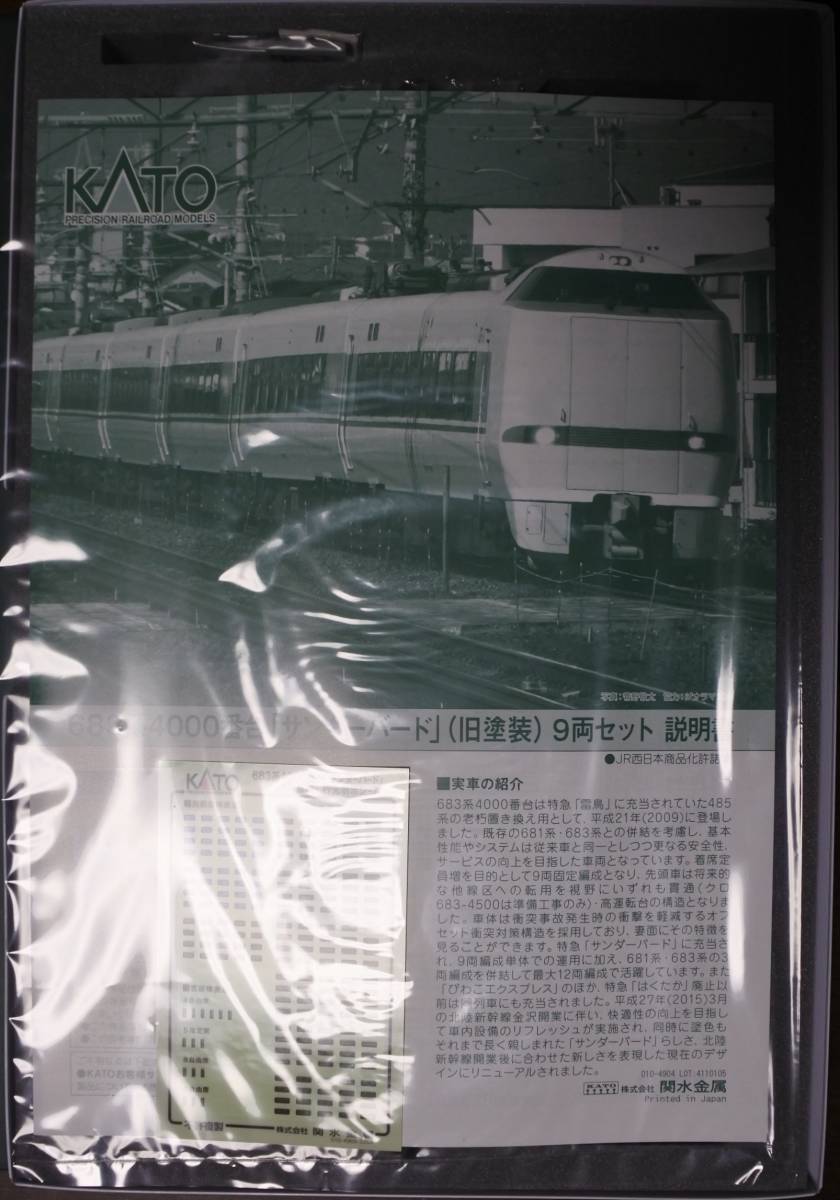 KATO
PRECISION RAILROAD MODELS
4000番台「サンダーバード」(旧塗装) 9両セット 説明書
●JR西日本商品化許諾
KATO
■実車の紹介
683系4000番台は特急「雷鳥」に充当されていた485
系の老朽置き換え用として、平成21年(2009)に登場し
ました。既存の681系・683系との併結を考慮し、基本
性能やシステムは従来車と同一としつつ更なる安全性、
サービスの向上を目指した車両となっています。着席定
員増を目的として9両固定編成となり、先頭車は将来的
な他線区への転用を視野にいずれも貫通(クロ
683-4500は準備工事のみ)・高運転台の構造となりま
した。車体は衝突事故発生時の衝撃を軽減するオフ
セット衝突対策構造を採用しており、妻面にその特徴を
見ることができます。特急「サンダーバード」に充当さ
れ、9両編成単体での運用に加え、681系・683系の3
両編成を併結して最大12両編成で活躍しています。また
「びわこエクスプレス」のほか、特急「はくたか」廃止以
前は同列車にも充当されました。平成27年(2015)3月
の北陸新幹線金沢開業に伴い、快適性の向上を目指し
て車内設備のリフレッシュが実施され、同時に塗色も
それまで長く親しまれた「サンダーバード」らしさ、北陸
新幹線開業後に合わせた新しさを表現した現在のデザ
インにリニューアルされました。
010-4904 LOT:4110105
KATO 株式会社 関水金属
Printed in Japan
●KATOお客様サ
株式会社 関水金属